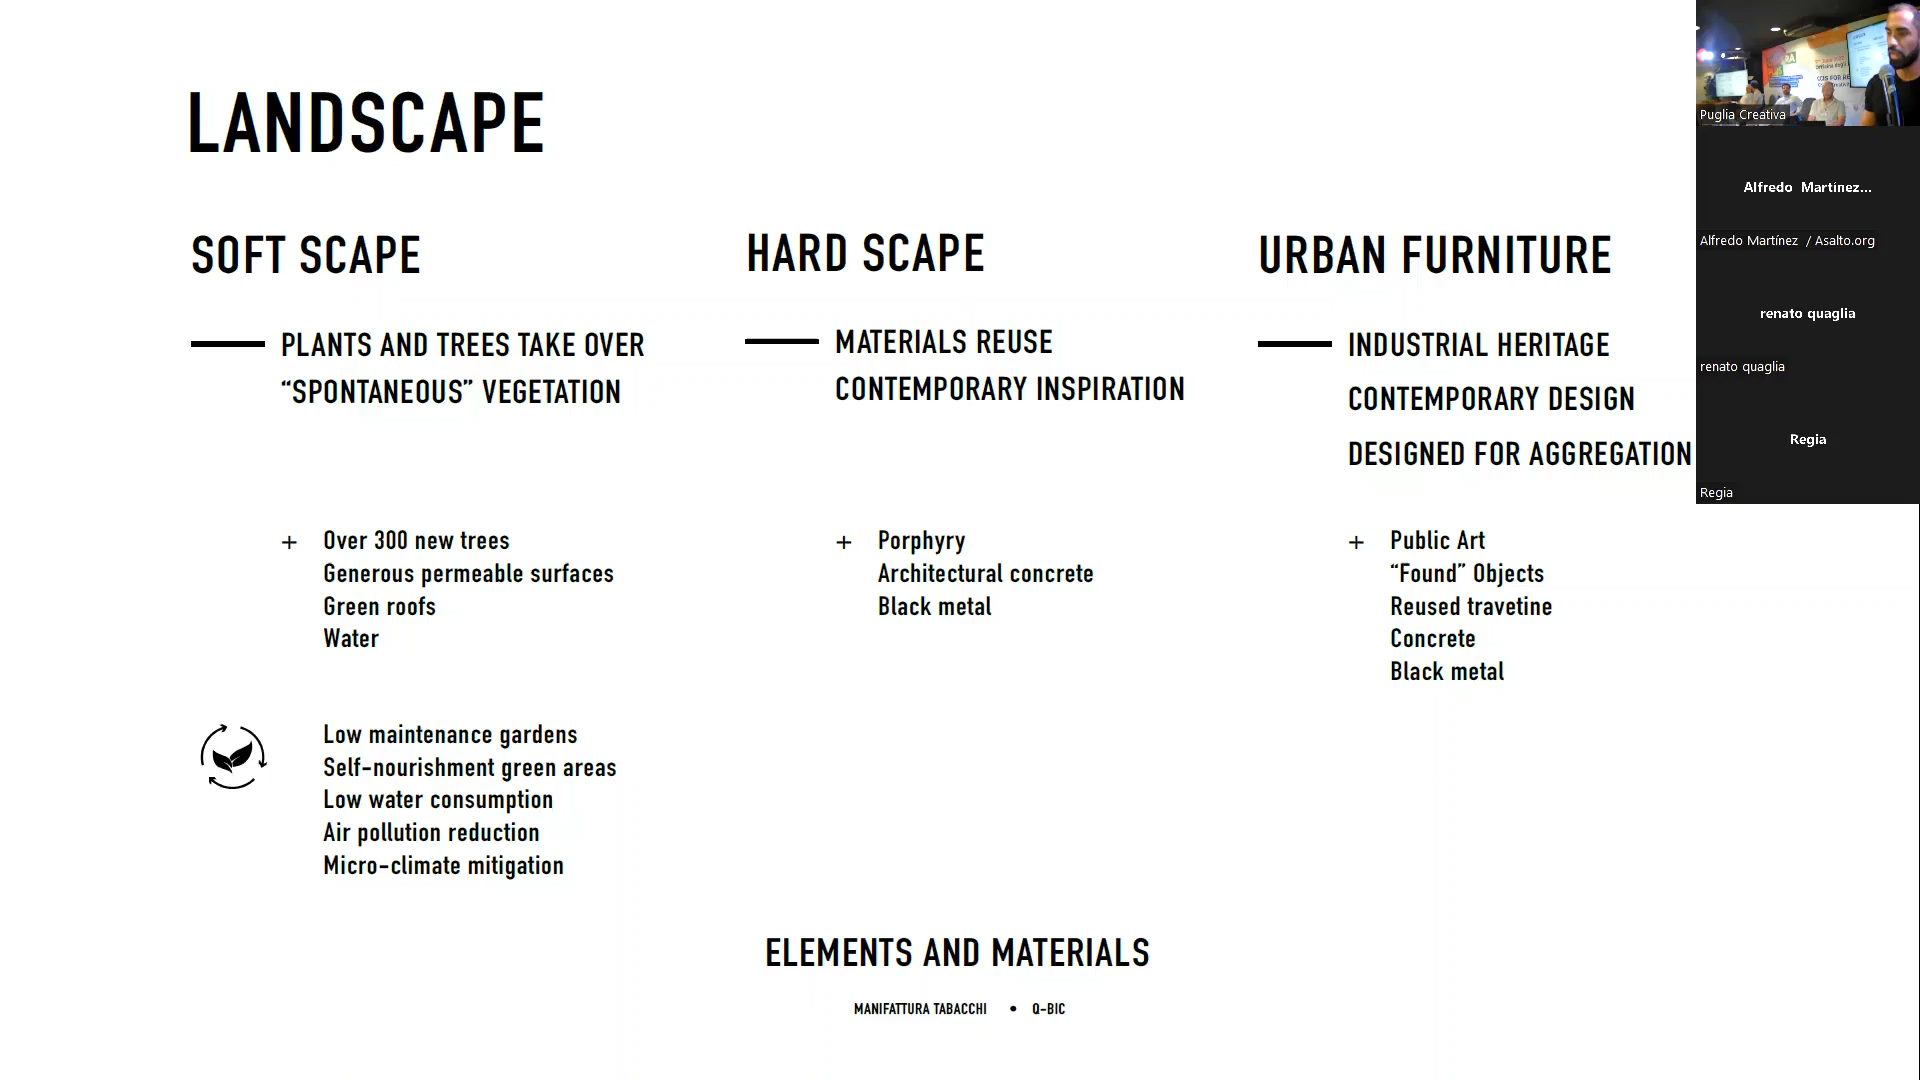 LANDSCAPE
SOFT SCAPE
PLANTS AND TREES TAKE OVER
“SPONTANEOUS” VEGETATION
+ Over 300 new trees
Generous permeable surfaces
Green roofs
Water
Low maintenance gardens
Self-nourishment green areas
Low water consumption
Air pollution reduction
Micro-climate mitigation
HARD SCAPE
MATERIALS REUSE
CONTEMPORARY INSPIRATION
+ Porphyry
Architectural concrete
Black metal
URBAN FURNITURE
INDUSTRIAL HERITAGE
CONTEMPORARY DESIGN
DESIGNED FOR AGGREGATION
+ Public Art
“Found” Objects
Reused travetine
Concrete
Black metal
ELEMENTS AND MATERIALS
MANIFATTURA TABACCHI • Q-BIC
Puglia Creativa
Alfredo Martínez...
Alfredo Martínez / Asalto.org
renato quaglia
renato quaglia
Regia
Regia